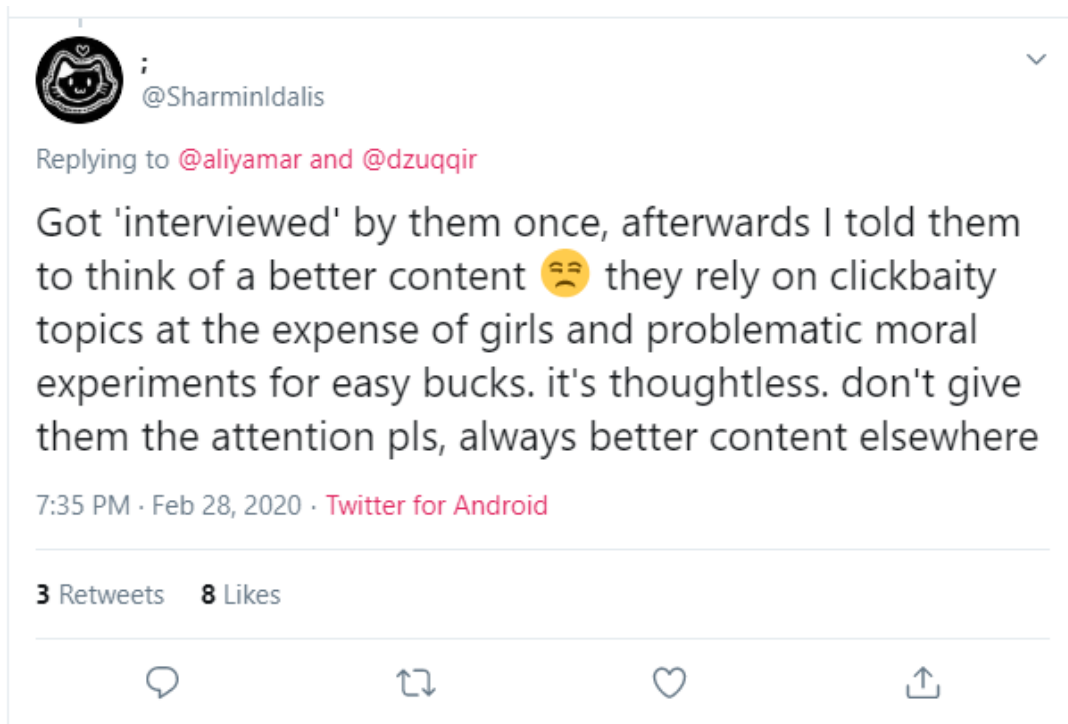 ;
@SharminIdalis
Replying to @aliyamar and @dzuqqir
Got 'interviewed' by them once, afterwards I told them
to think of a better content 😒 they rely on clickbaity
topics at the expense of girls and problematic moral
experiments for easy bucks. it's thoughtless. don't give
them the attention pls, always better content elsewhere
7:35 PM · Feb 28, 2020 · Twitter for Android
3 Retweets 8 Likes